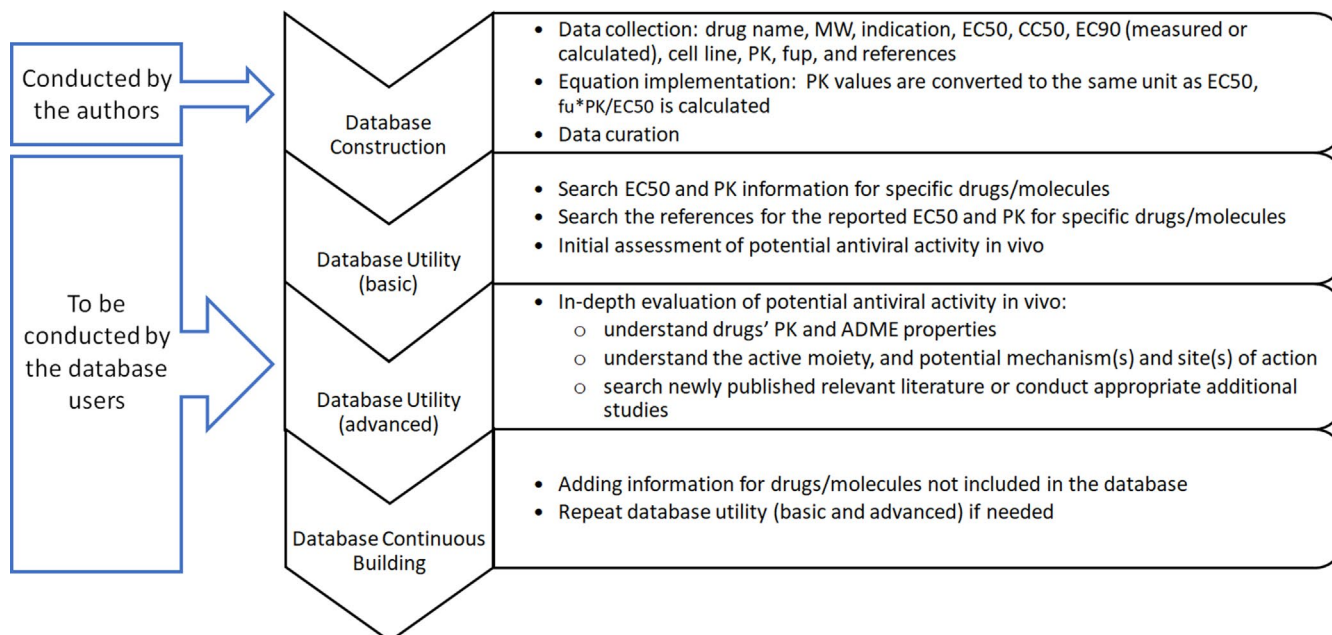 Conducted by
the authors
Database
Construction
• Data collection: drug name, MW, indication, EC50, CC50, EC90 (measured or
calculated), cell line, PK, fup, and references
• Equation implementation: PK values are converted to the same unit as EC50,
fu*PK/EC50 is calculated
• Data curation
To be
conducted by
the database
users
Database Utility
(basic)
• Search EC50 and PK information for specific drugs/molecules
• Search the references for the reported EC50 and PK for specific drugs/molecules
• Initial assessment of potential antiviral activity in vivo
Database Utility
(advanced)
• In-depth evaluation of potential antiviral activity in vivo:
o understand drugs’ PK and ADME properties
o understand the active moiety, and potential mechanism(s) and site(s) of action
o search newly published relevant literature or conduct appropriate additional
studies
Database Continuous
Building
• Adding information for drugs/molecules not included in the database
• Repeat database utility (basic and advanced) if needed